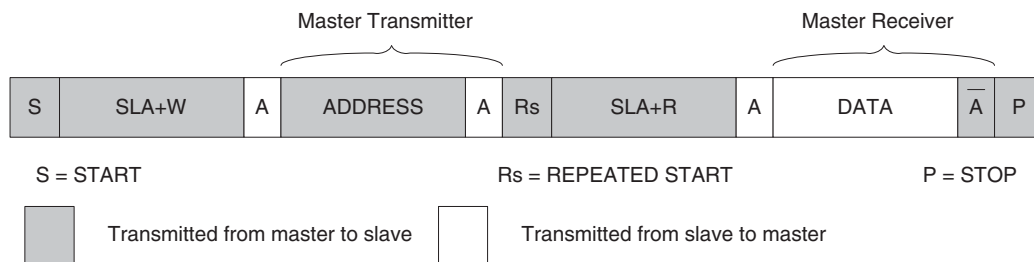 Master Transmitter Master Receiver
S SLA+W A ADDRESS A Rs SLA+R A DATA A̅ P
S = START Rs = REPEATED START P = STOP
Transmitted from master to slave Transmitted from slave to master